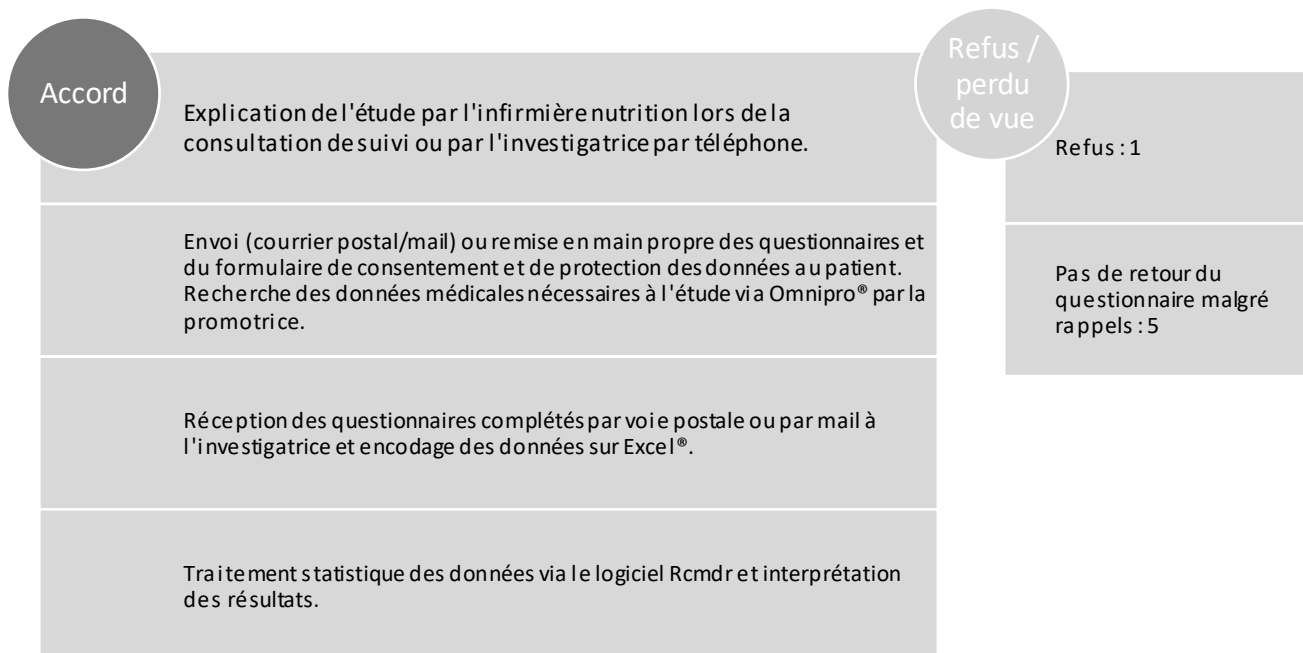 Accord
Explication de l'étude par l'infirmière nutrition lors de la
consultation de suivi ou par l'investigatrice par téléphone.
Envoi (courrier postal/mail) ou remise en main propre des questionnaires et
du formulaire de consentement et de protection des données au patient.
Recherche des données médicales nécessaires à l'étude via Omnipro® par la
promotrice.
Réception des questionnaires complétés par voie postale ou par mail à
l'investigatrice et encodage des données sur Excel®.
Traitement statistique des données via le logiciel Rcmdr et interprétation
des résultats.
Refus /
perdu
de vue
Refus : 1
Pas de retour du
questionnaire malgré
rappels : 5